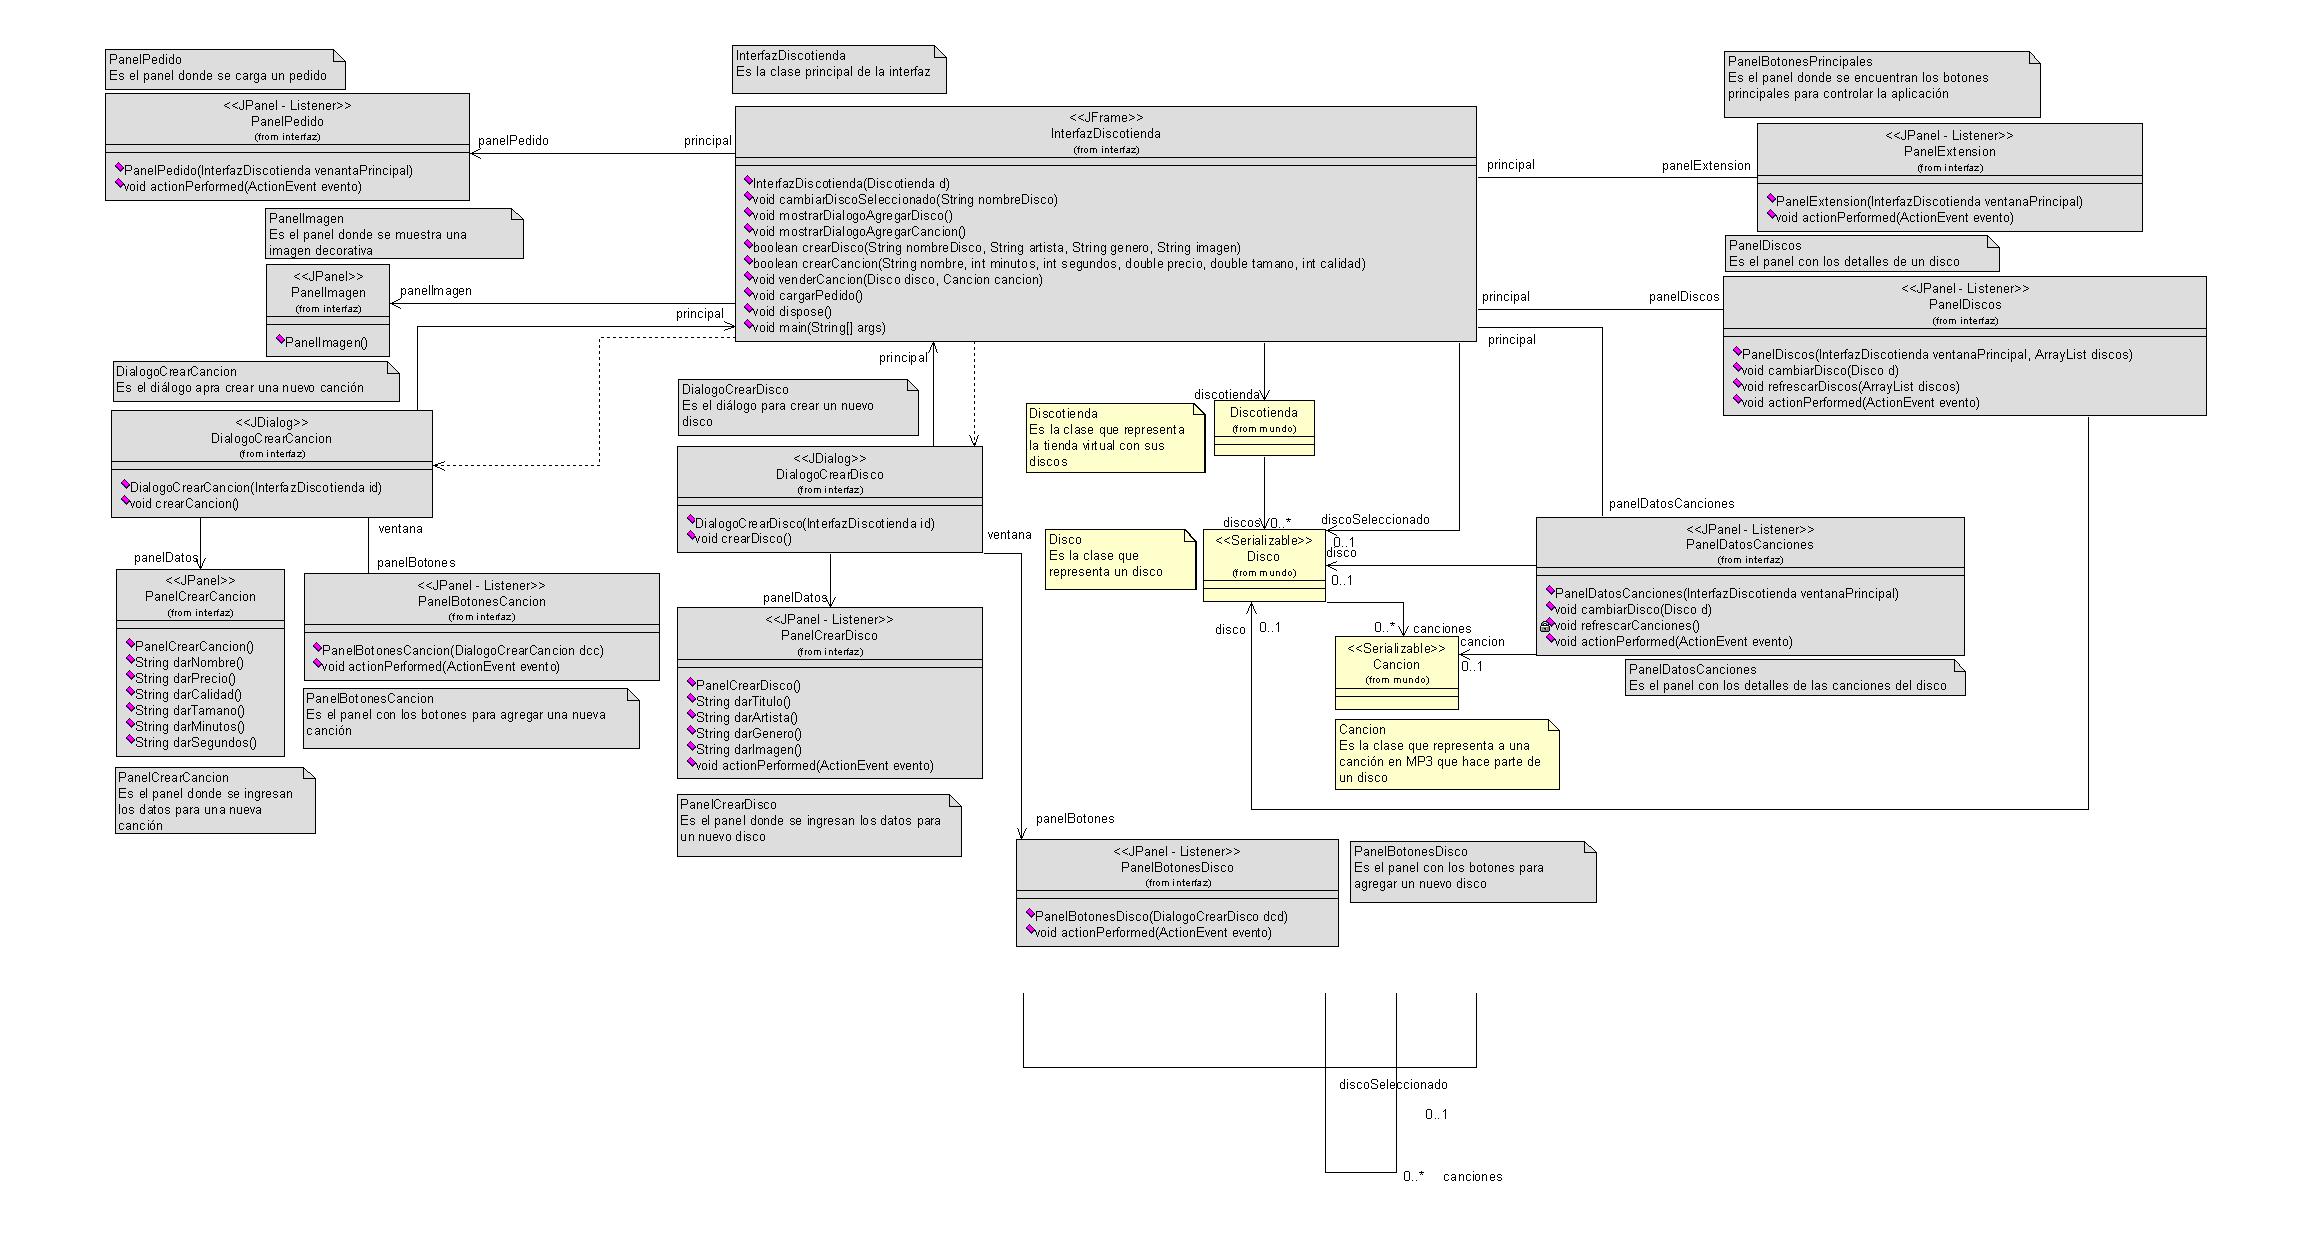 PanelPedido
Es el panel donde se carga un pedido
<<JPanel - Listener>>
PanelPedido
(from interfaz)
PanelPedido(InterfazDiscotienda venantaPrincipal)
void actionPerformed(ActionEvent evento)
panelPedido
principal
InterfazDiscotienda
Es la clase principal de la interfaz
<<JFrame>>
InterfazDiscotienda
(from interfaz)
InterfazDiscotienda(Discotienda d)
void cambiarDiscoSeleccionado(String nombreDisco)
void mostrarDialogoAgregarDisco()
void mostrarDialogoAgregarCancion()
boolean crearDisco(String nombreDisco, String artista, String genero, String imagen)
boolean crearCancion(String nombre, int minutos, int segundos, double precio, double tamano, int calidad)
void venderCancion(Disco disco, Cancion cancion)
void cargarPedido()
void dispose()
void main(String[] args)
PanelBotonesPrincipales
Es el panel donde se encuentran los botones
principales para controlar la aplicación
principal
panelExtension
<<JPanel - Listener>>
PanelExtension
(from interfaz)
PanelExtension(InterfazDiscotienda ventanaPrincipal)
void actionPerformed(ActionEvent evento)
PanelImagen
Es el panel donde se muestra una
imagen decorativa
<<JPanel>>
PanelImagen
(from interfaz)
PanelImagen()
panelImagen
principal
PanelDiscos
Es el panel con los detalles de un disco
principal
panelDiscos
<<JPanel - Listener>>
PanelDiscos
(from interfaz)
PanelDiscos(InterfazDiscotienda ventanaPrincipal, ArrayList discos)
void cambiarDisco(Disco d)
void refrescarDiscos(ArrayList discos)
void actionPerformed(ActionEvent evento)
principal
DialogoCrearCancion
Es el diálogo apra crear una nuevo canción
<<JDialog>>
DialogoCrearCancion
(from interfaz)
DialogoCrearCancion(InterfazDiscotienda id)
void crearCancion()
principal
DialogoCrearDisco
Es el diálogo para crear un nuevo
disco
<<JDialog>>
DialogoCrearDisco
(from interfaz)
DialogoCrearDisco(InterfazDiscotienda id)
void crearDisco()
discotienda
Discotienda
Es la clase que representa
la tienda virtual con sus
discos
Discotienda
(from mundo)
discos
0..*
discoSeleccionado
0..1
Disco
Es la clase que
representa un disco
<<Serializable>>
Disco
(from mundo)
disco
0..1
panelDatosCanciones
<<JPanel - Listener>>
PanelDatosCanciones
(from interfaz)
PanelDatosCanciones(InterfazDiscotienda ventanaPrincipal)
void cambiarDisco(Disco d)
void refrescarCanciones()
void actionPerformed(ActionEvent evento)
PanelDatosCanciones
Es el panel con los detalles de las canciones del disco
ventana
panelDatos
panelBotones
<<JPanel>>
PanelCrearCancion
(from interfaz)
PanelCrearCancion()
String darNombre()
String darPrecio()
String darCalidad()
String darTamano()
String darMinutos()
String darSegundos()
PanelCrearCancion
Es el panel donde se ingresan
los datos para una nueva
canción
<<JPanel - Listener>>
PanelBotonesCancion
(from interfaz)
PanelBotonesCancion(DialogoCrearCancion dcc)
void actionPerformed(ActionEvent evento)
PanelBotonesCancion
Es el panel con los botones para agregar una nueva
canción
ventana
panelDatos
<<JPanel - Listener>>
PanelCrearDisco
(from interfaz)
PanelCrearDisco()
String darTitulo()
String darArtista()
String darGenero()
String darImagen()
void actionPerformed(ActionEvent evento)
PanelCrearDisco
Es el panel donde se ingresan los datos para
un nuevo disco
disco
0..1
0..*
canciones
cancion
0..1
<<Serializable>>
Cancion
(from mundo)
Cancion
Es la clase que representa a una
canción en MP3 que hace parte de
un disco
panelBotones
<<JPanel - Listener>>
PanelBotonesDisco
(from interfaz)
PanelBotonesDisco(DialogoCrearDisco dcd)
void actionPerformed(ActionEvent evento)
PanelBotonesDisco
Es el panel con los botones para
agregar un nuevo disco
discoSeleccionado
0..1
0..*
canciones